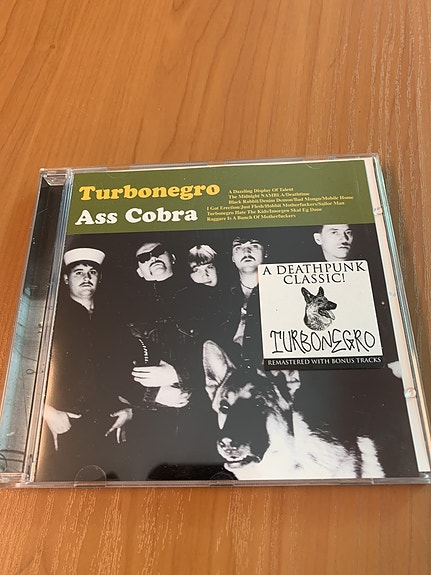 Turbonegro
Ass Cobra
A Dazzling Display Of Talent
The Midnight NAMBLA/Deathtime
Black Rabbit/Denim Demon/Bad Mongo/Mobile Home
I Got Erection/Just Flesh/Hobbit Motherfuckers/Sailor Man
Turbonegro Hate The Kids/Imorgen Skal Eg Daue
Raggare Is A Bunch Of Motherfuckers
A DEATHPUNK
CLASSIC!
TURBONEGRO
REMASTERED WITH BONUS TRACKS